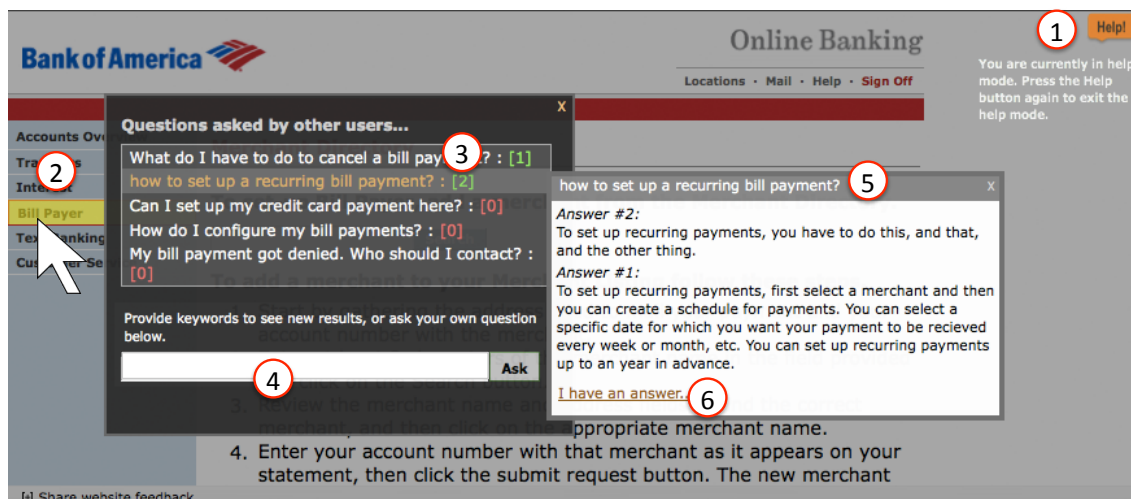 1
Help!
You are currently in help
mode. Press the Help
button again to exit the
help mode.
Bank of America
Online Banking
Locations · Mail · Help · Sign Off
Accounts Ov
Tra s
2
Interest
Bill Payer
Tex Banking
Cus mer Se
X
Questions asked by other users...
3
What do I have to do to cancel a bill pay t? : [1]
how to set up a recurring bill payment? : [2]
Can I set up my credit card payment here? : [0]
How do I configure my bill payments? : [0]
My bill payment got denied. Who should I contact? :
[0]
Provide keywords to see new results, or ask your own question
below.
Ask
4
5
how to set up a recurring bill payment?
x
Answer #2:
To set up recurring payments, you have to do this, and that,
and the other thing.
Answer #1:
To set up recurring payments, first select a merchant and then
you can create a schedule for payments. You can select a
specific date for which you want your payment to be recieved
every week or month, etc. You can set up recurring payments
up to an year in advance.
I have an answer..
6
To add a merchant to your Mer
account number with the merc
3. Review the merchant name and
merchant, and then click on the appropriate merchant name.
4. Enter your account number with that merchant as it appears on your
statement, then click the submit request button. The new merchant
[+] Share website feedback